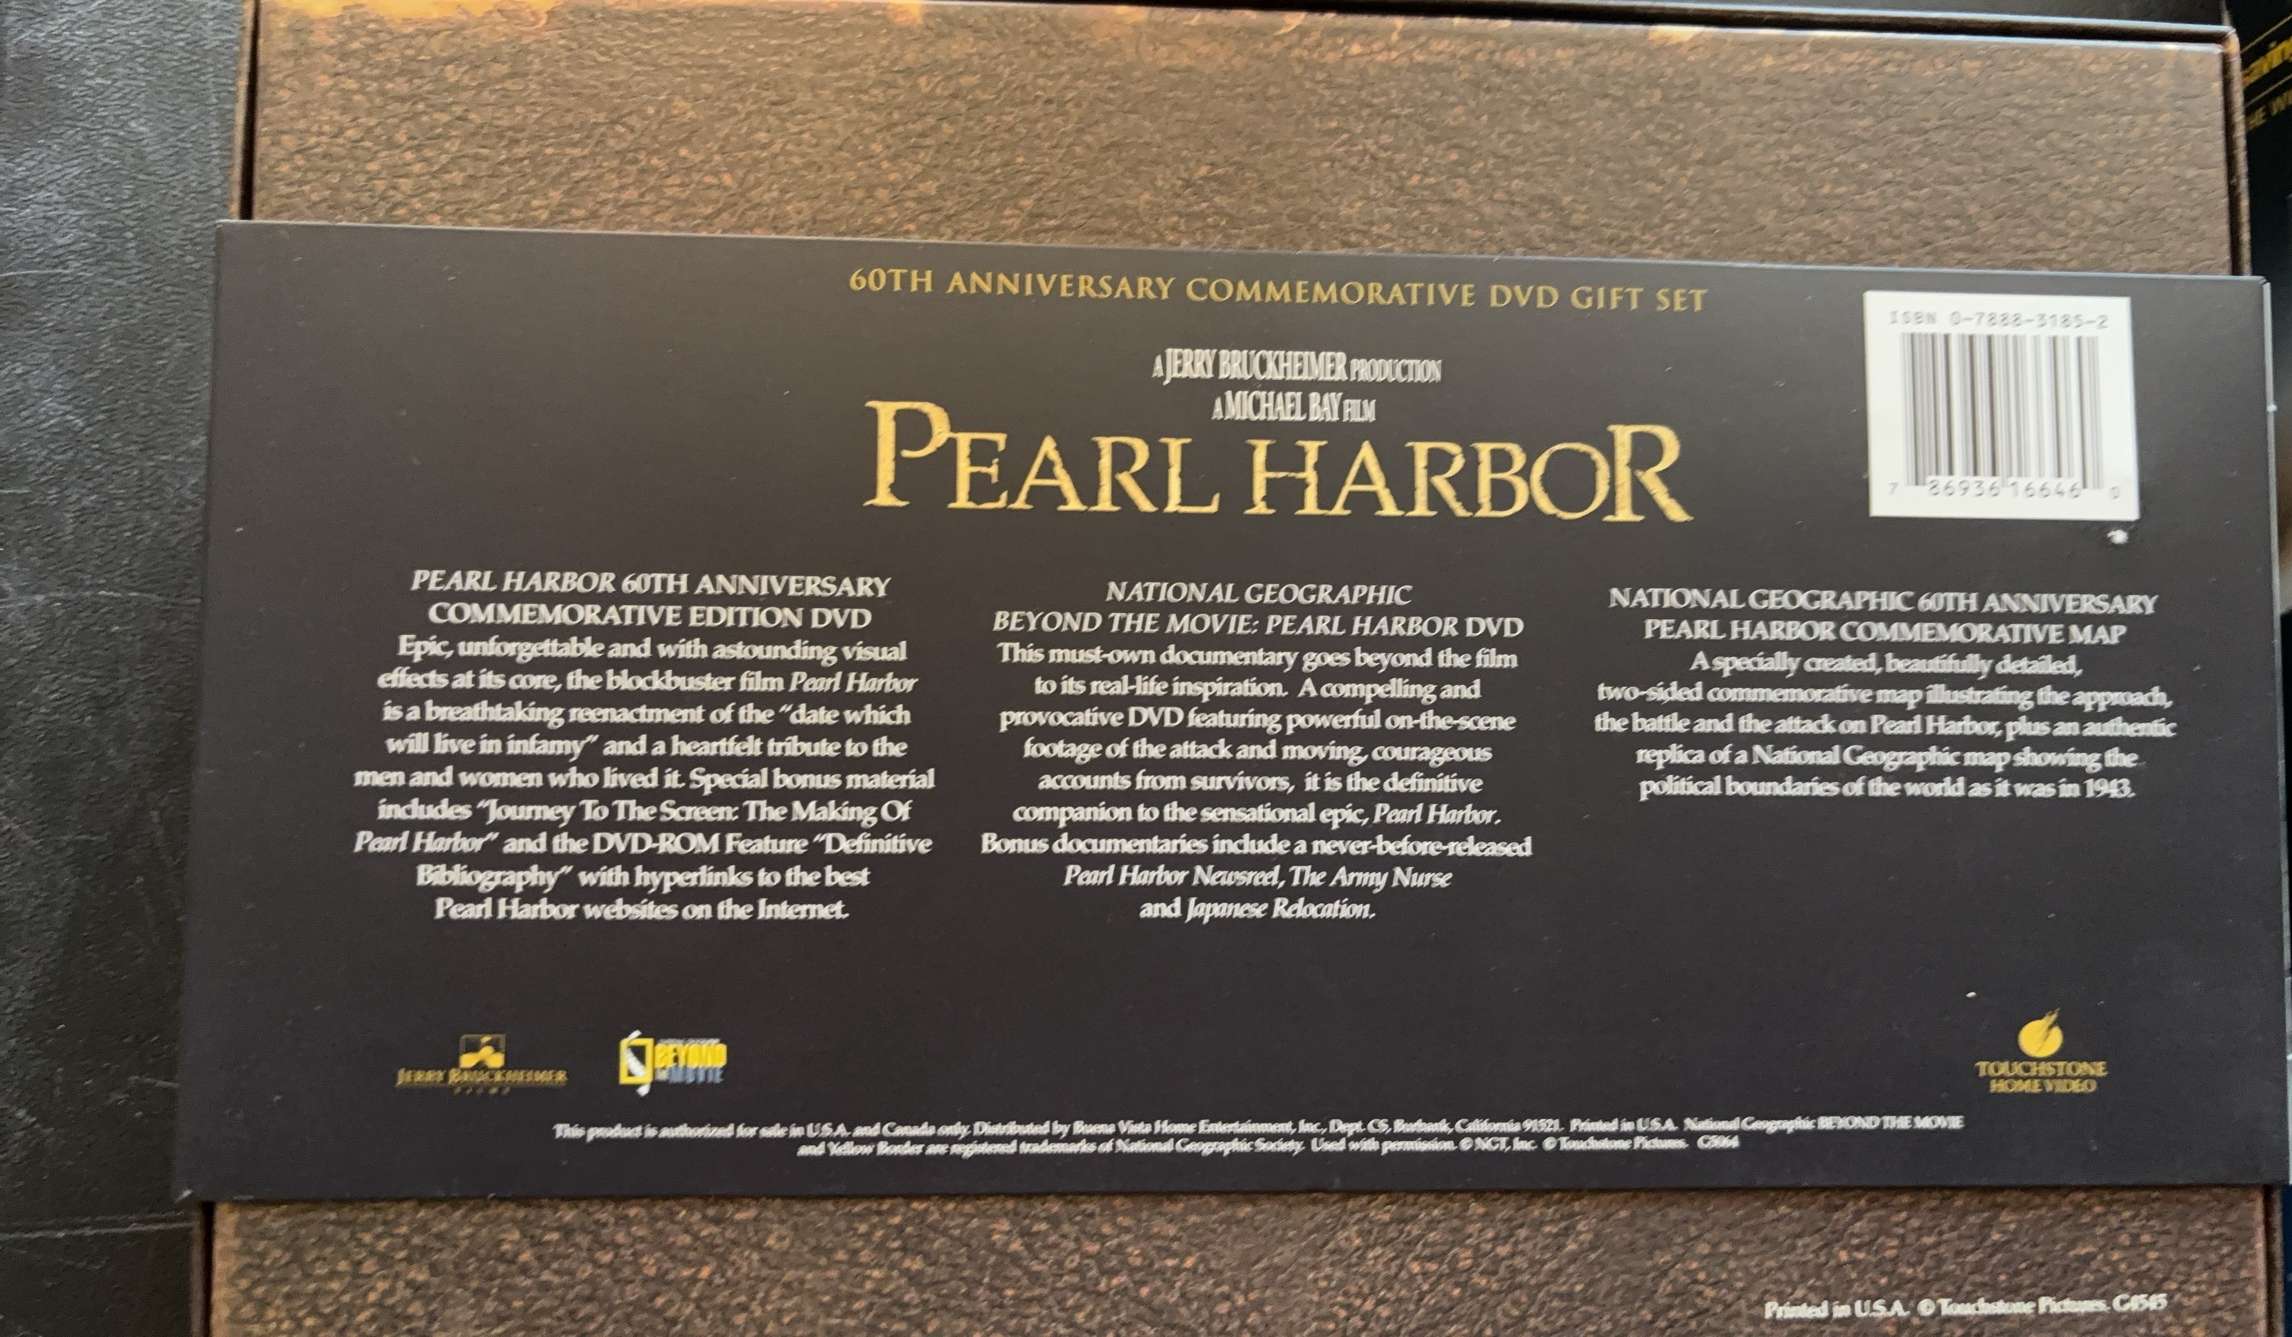 60TH ANNIVERSARY COMMEMORATIVE DVD GIFT SET
A JERRY BRUCKHEIMER PRODUCTION
A MICHAEL BAY FILM
PEARL HARBOR
ISBN 0-7888-3185-2
7 86936 16646 0
PEARL HARBOR 60TH ANNIVERSARY
COMMEMORATIVE EDITION DVD
Epic, unforgettable and with astounding visual
effects at its core, the blockbuster film Pearl Harbor
is a breathtaking reenactment of the "date which
will live in infamy" and a heartfelt tribute to the
men and women who lived it. Special bonus material
includes "Journey To The Screen: The Making Of
Pearl Harbor" and the DVD-ROM Feature "Definitive
Bibliography" with hyperlinks to the best
Pearl Harbor websites on the Internet.
NATIONAL GEOGRAPHIC
BEYOND THE MOVIE: PEARL HARBOR DVD
This must-own documentary goes beyond the film
to its real-life inspiration. A compelling and
provocative DVD featuring powerful on-the-scene
footage of the attack and moving, courageous
accounts from survivors, it is the definitive
companion to the sensational epic, Pearl Harbor.
Bonus documentaries include a never-before-released
Pearl Harbor Newsreel, The Army Nurse
and Japanese Relocation.
NATIONAL GEOGRAPHIC 60TH ANNIVERSARY
PEARL HARBOR COMMEMORATIVE MAP
A specially created, beautifully detailed,
two-sided commemorative map illustrating the approach,
the battle and the attack on Pearl Harbor, plus an authentic
replica of a National Geographic map showing the
political boundaries of the world as it was in 1943.
JERRY BRUCKHEIMER
BEYOND
THE MOVIE
TOUCHSTONE
HOME VIDEO
This product is authorized for sale in U.S.A. and Canada only. Distributed by Buena Vista Home Entertainment, Inc., Dept. CS, Burbank, California 91521. Printed in U.S.A. National Geographic BEYOND THE MOVIE
and Yellow Border are registered trademarks of National Geographic Society. Used with permission. © NGT, Inc. © Touchstone Pictures.
Printed in U.S.A. © Touchstone Pictures.